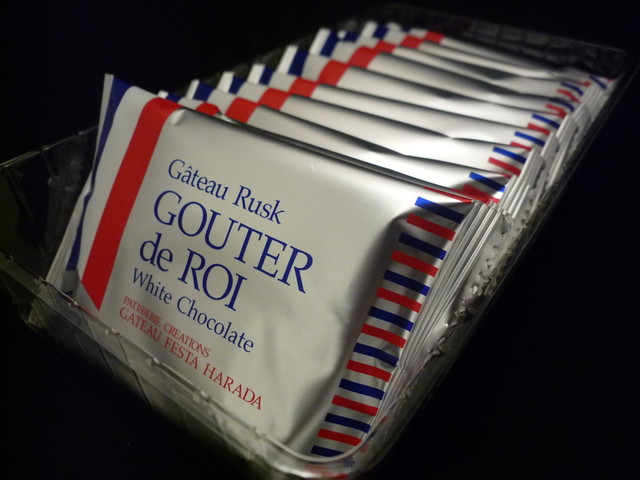 Gâteau Rusk
GOUTER
de ROI
White Chocolate
PATISSERIE CREATIONS
GATEAU FESTA HARADA